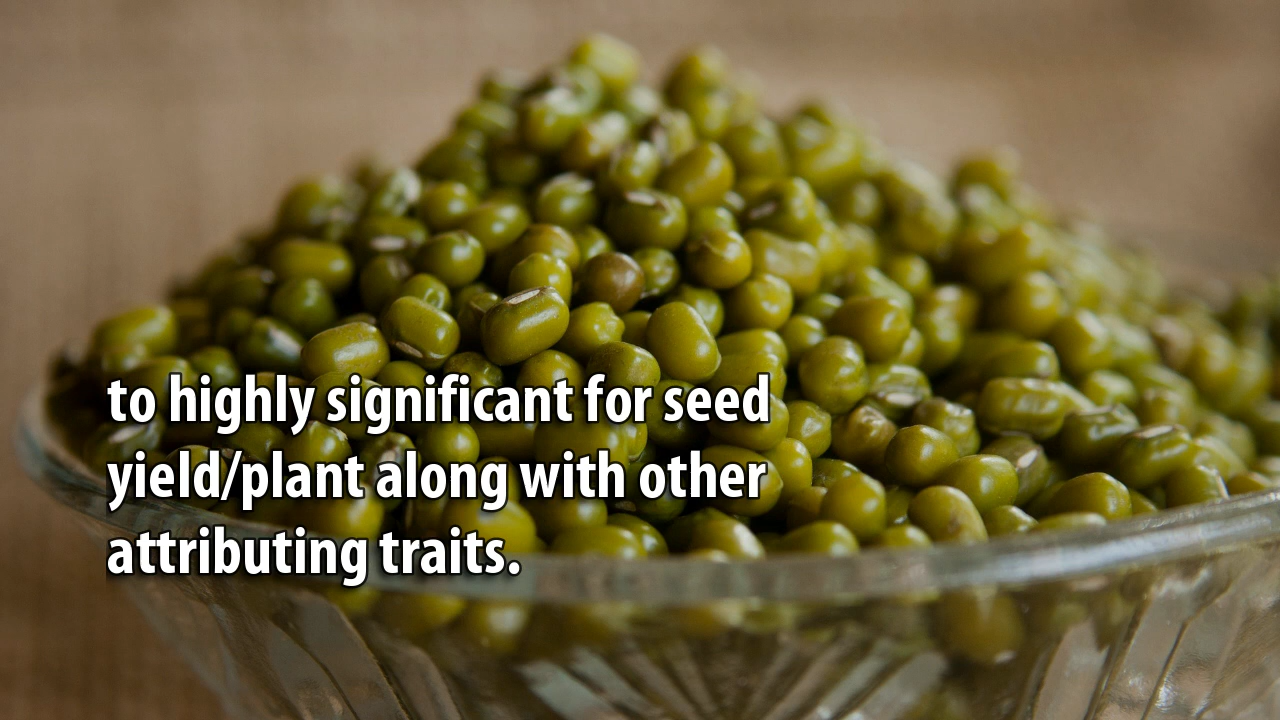 to highly significant for seed
yield/plant along with other
attributing traits.